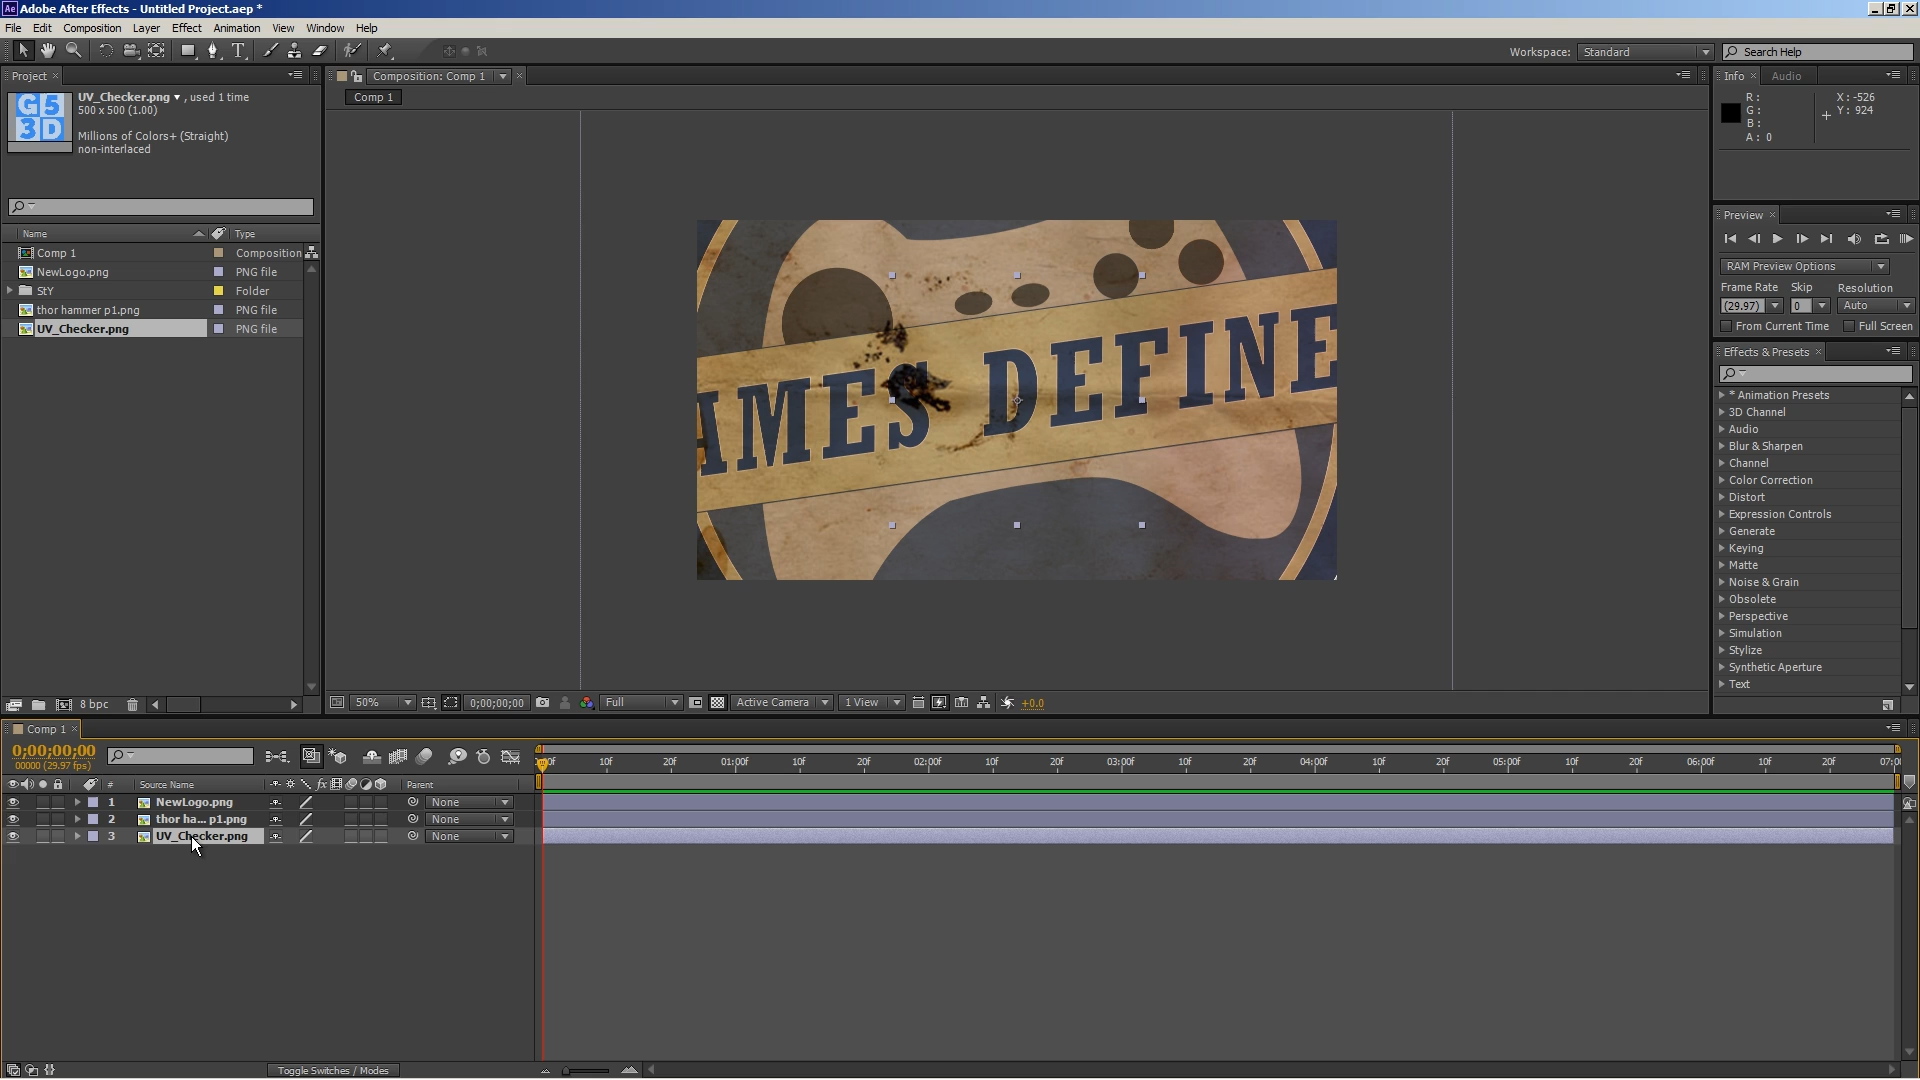 Adobe After Effects - Untitled Project.aep *
File Edit Composition Layer Effect Animation View Window Help
Workspace: Standard Search Help
Project
Composition: Comp 1
Info Audio
Comp 1
UV_Checker.png ▾ , used 1 time
500 x 500 (1.00)
Millions of Colors+ (Straight)
non-interlaced
G5
3D
R :
G :
B :
A : 0
X : -526
Y : 924
Name Type
Comp 1 Composition
NewLogo.png PNG file
StY Folder
thor hammer p1.png PNG file
UV_Checker.png PNG file
8 bpc
AMES DEFINE
50% 0;00;00;00 Full Active Camera 1 View +0.0
Preview
RAM Preview Options
Frame Rate Skip Resolution
(29.97) 0 Auto
From Current Time Full Screen
Effects & Presets
* Animation Presets
3D Channel
Audio
Blur & Sharpen
Channel
Color Correction
Distort
Expression Controls
Generate
Keying
Matte
Noise & Grain
Obsolete
Perspective
Simulation
Stylize
Synthetic Aperture
Text
Comp 1
0;00;00;00
00000 (29.97 fps)
10f 20f 01:00f 10f 20f 02:00f 10f 20f 03:00f 10f 20f 04:00f 10f 20f 05:00f 10f 20f 06:00f 10f 20f 07:0
# Source Name fx Parent
1 NewLogo.png None
2 thor ha... p1.png None
3 UV_Checker.png None
Toggle Switches / Modes